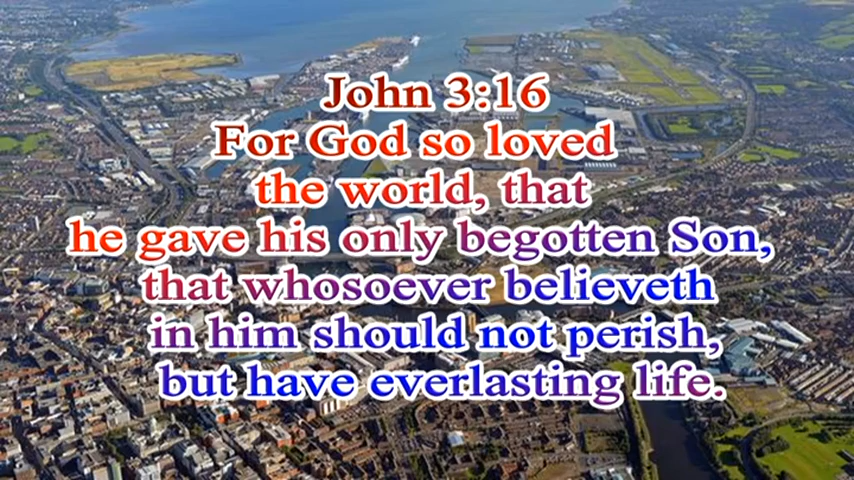 John 3:16
For God so loved
the world, that
he gave his only begotten Son,
that whosoever believeth
in him should not perish,
but have everlasting life.